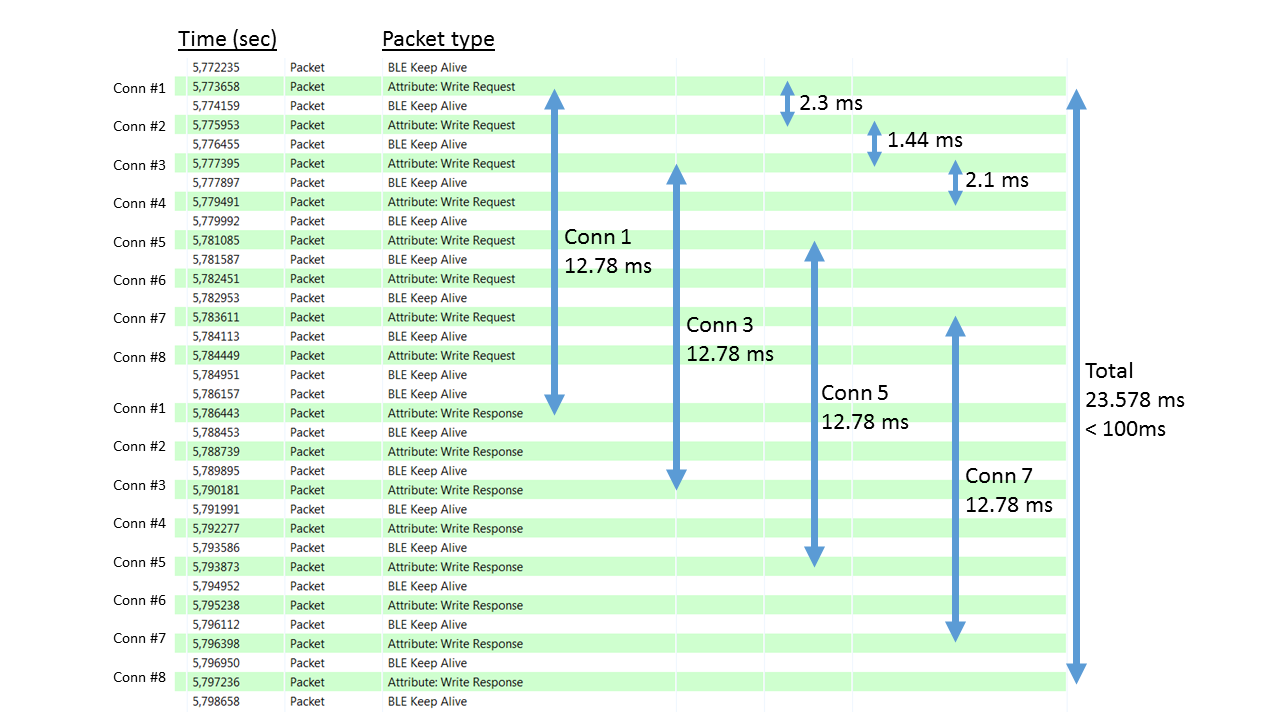 Time (sec) Packet type
5,772235 Packet BLE Keep Alive
Conn #1 5,773658 Packet Attribute: Write Request
5,774159 Packet BLE Keep Alive
2.3 ms
Conn #2 5,775953 Packet Attribute: Write Request
5,776455 Packet BLE Keep Alive
1.44 ms
Conn #3 5,777395 Packet Attribute: Write Request
5,777897 Packet BLE Keep Alive
2.1 ms
Conn #4 5,779491 Packet Attribute: Write Request
5,779992 Packet BLE Keep Alive
Conn #5 5,781085 Packet Attribute: Write Request
Conn 1
5,781587 Packet BLE Keep Alive
12.78 ms
Conn #6 5,782451 Packet Attribute: Write Request
5,782953 Packet BLE Keep Alive
Conn #7 5,783611 Packet Attribute: Write Request
Conn 3
5,784113 Packet BLE Keep Alive
12.78 ms
Conn #8 5,784449 Packet Attribute: Write Request
5,784951 Packet BLE Keep Alive
Total
5,786157 Packet BLE Keep Alive
Conn 5
23.578 ms
Conn #1 5,786443 Packet Attribute: Write Response
12.78 ms
< 100ms
5,788453 Packet BLE Keep Alive
Conn #2 5,788739 Packet Attribute: Write Response
5,789895 Packet BLE Keep Alive
Conn 7
Conn #3 5,790181 Packet Attribute: Write Response
12.78 ms
5,791991 Packet BLE Keep Alive
Conn #4 5,792277 Packet Attribute: Write Response
5,793586 Packet BLE Keep Alive
Conn #5 5,793873 Packet Attribute: Write Response
5,794952 Packet BLE Keep Alive
Conn #6 5,795238 Packet Attribute: Write Response
5,796112 Packet BLE Keep Alive
Conn #7 5,796398 Packet Attribute: Write Response
5,796950 Packet BLE Keep Alive
Conn #8 5,797236 Packet Attribute: Write Response
5,798658 Packet BLE Keep Alive